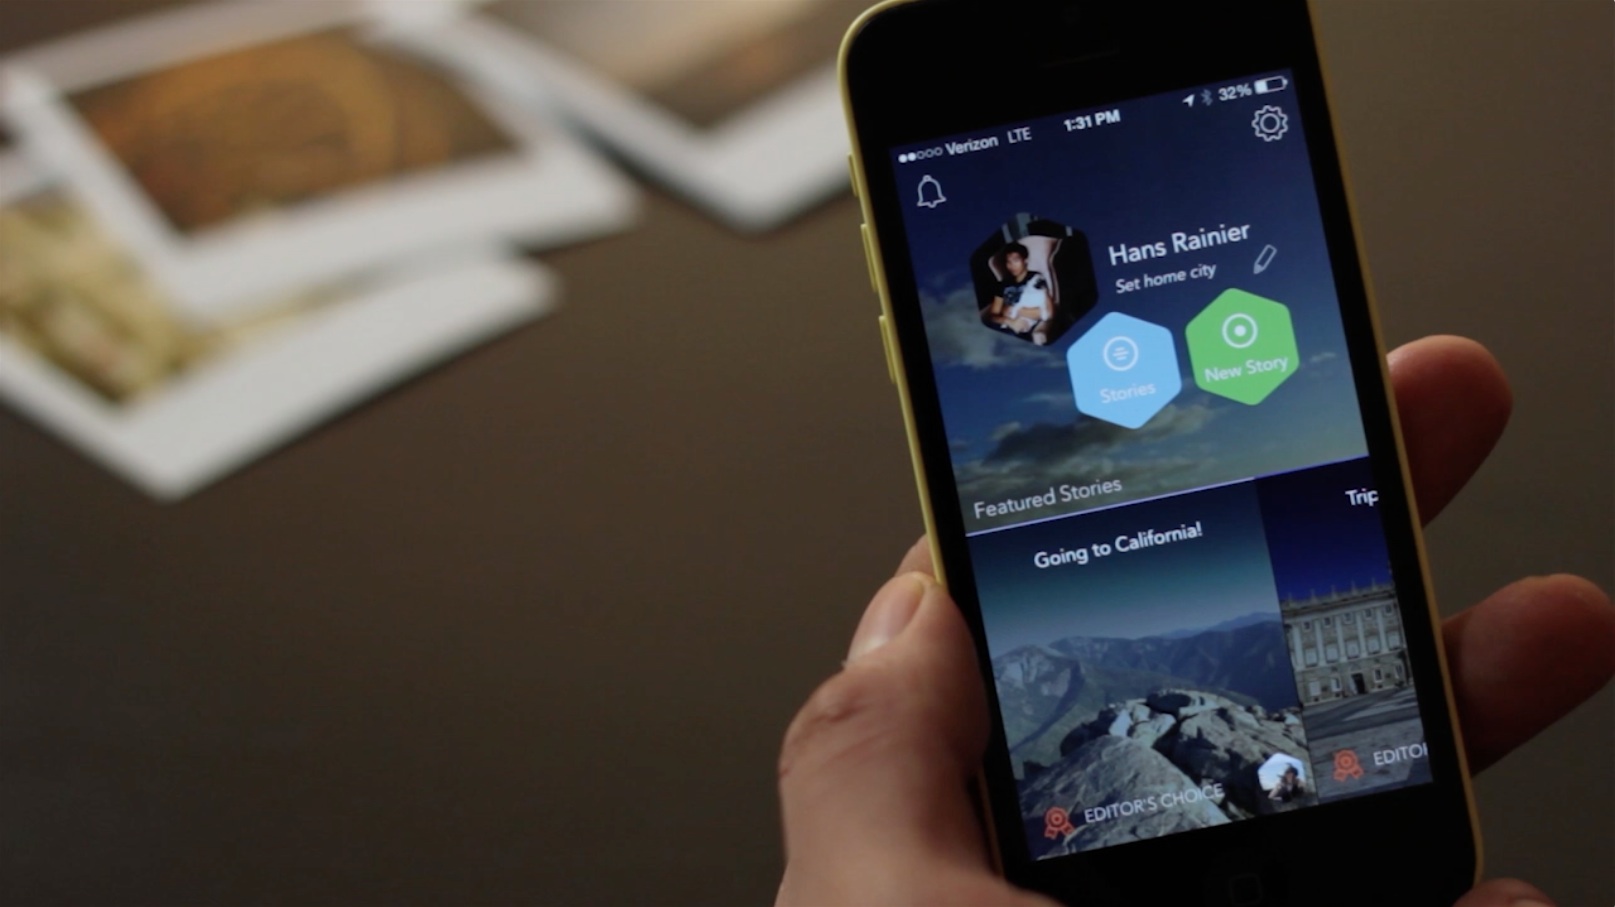 Verizon LTE 1:31 PM 32%
Hans Rainier
Set home city
Stories
New Story
Featured Stories
Going to California!
Trip
EDITOR'S CHOICE
EDITOR